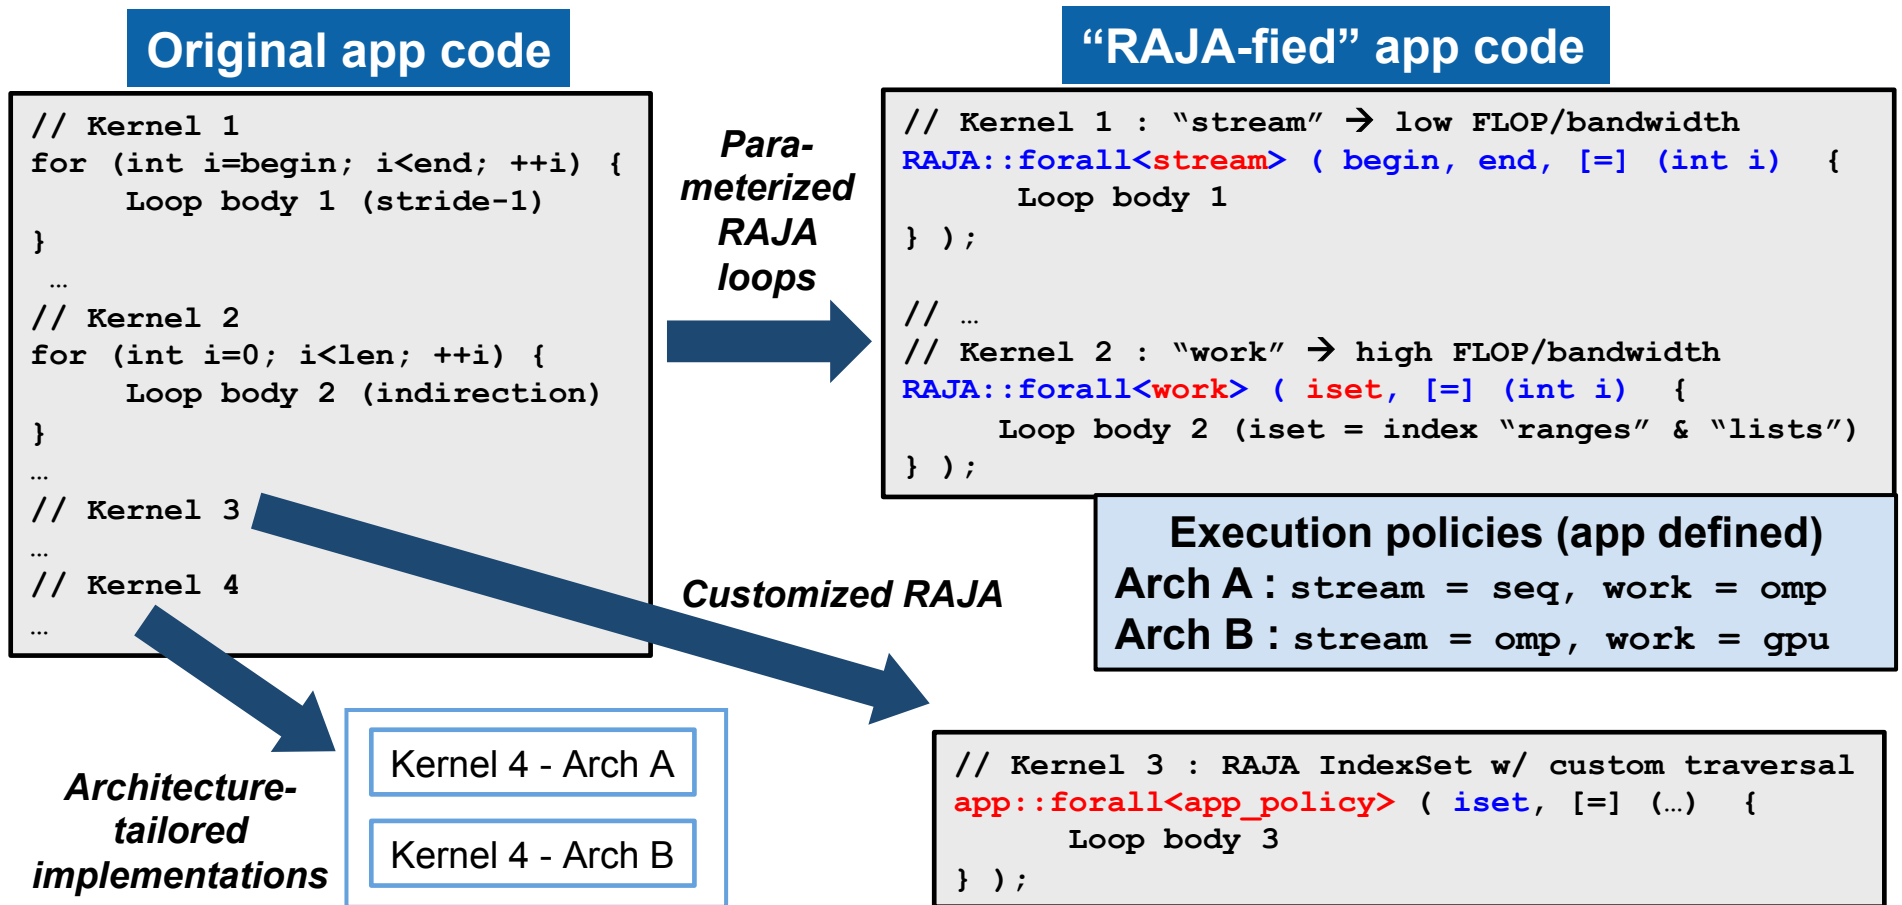 Original app code
// Kernel 1
for (int i=begin; i<end; ++i) {
Loop body 1 (stride-1)
}
…
// Kernel 2
for (int i=0; i<len; ++i) {
Loop body 2 (indirection)
}
…
// Kernel 3
…
// Kernel 4
…
Para-
meterized
RAJA
loops
“RAJA-fied” app code
// Kernel 1 : “stream” → low FLOP/bandwidth
RAJA::forall<stream> ( begin, end, [=] (int i) {
Loop body 1
} );
// …
// Kernel 2 : “work” → high FLOP/bandwidth
RAJA::forall<work> ( iset, [=] (int i) {
Loop body 2 (iset = index “ranges” & “lists”)
} );
Execution policies (app defined)
Arch A : stream = seq, work = omp
Arch B : stream = omp, work = gpu
Customized RAJA
// Kernel 3 : RAJA IndexSet w/ custom traversal
app::forall<app_policy> ( iset, [=] (…) {
Loop body 3
} );
Architecture-
tailored
implementations
Kernel 4 - Arch A
Kernel 4 - Arch B